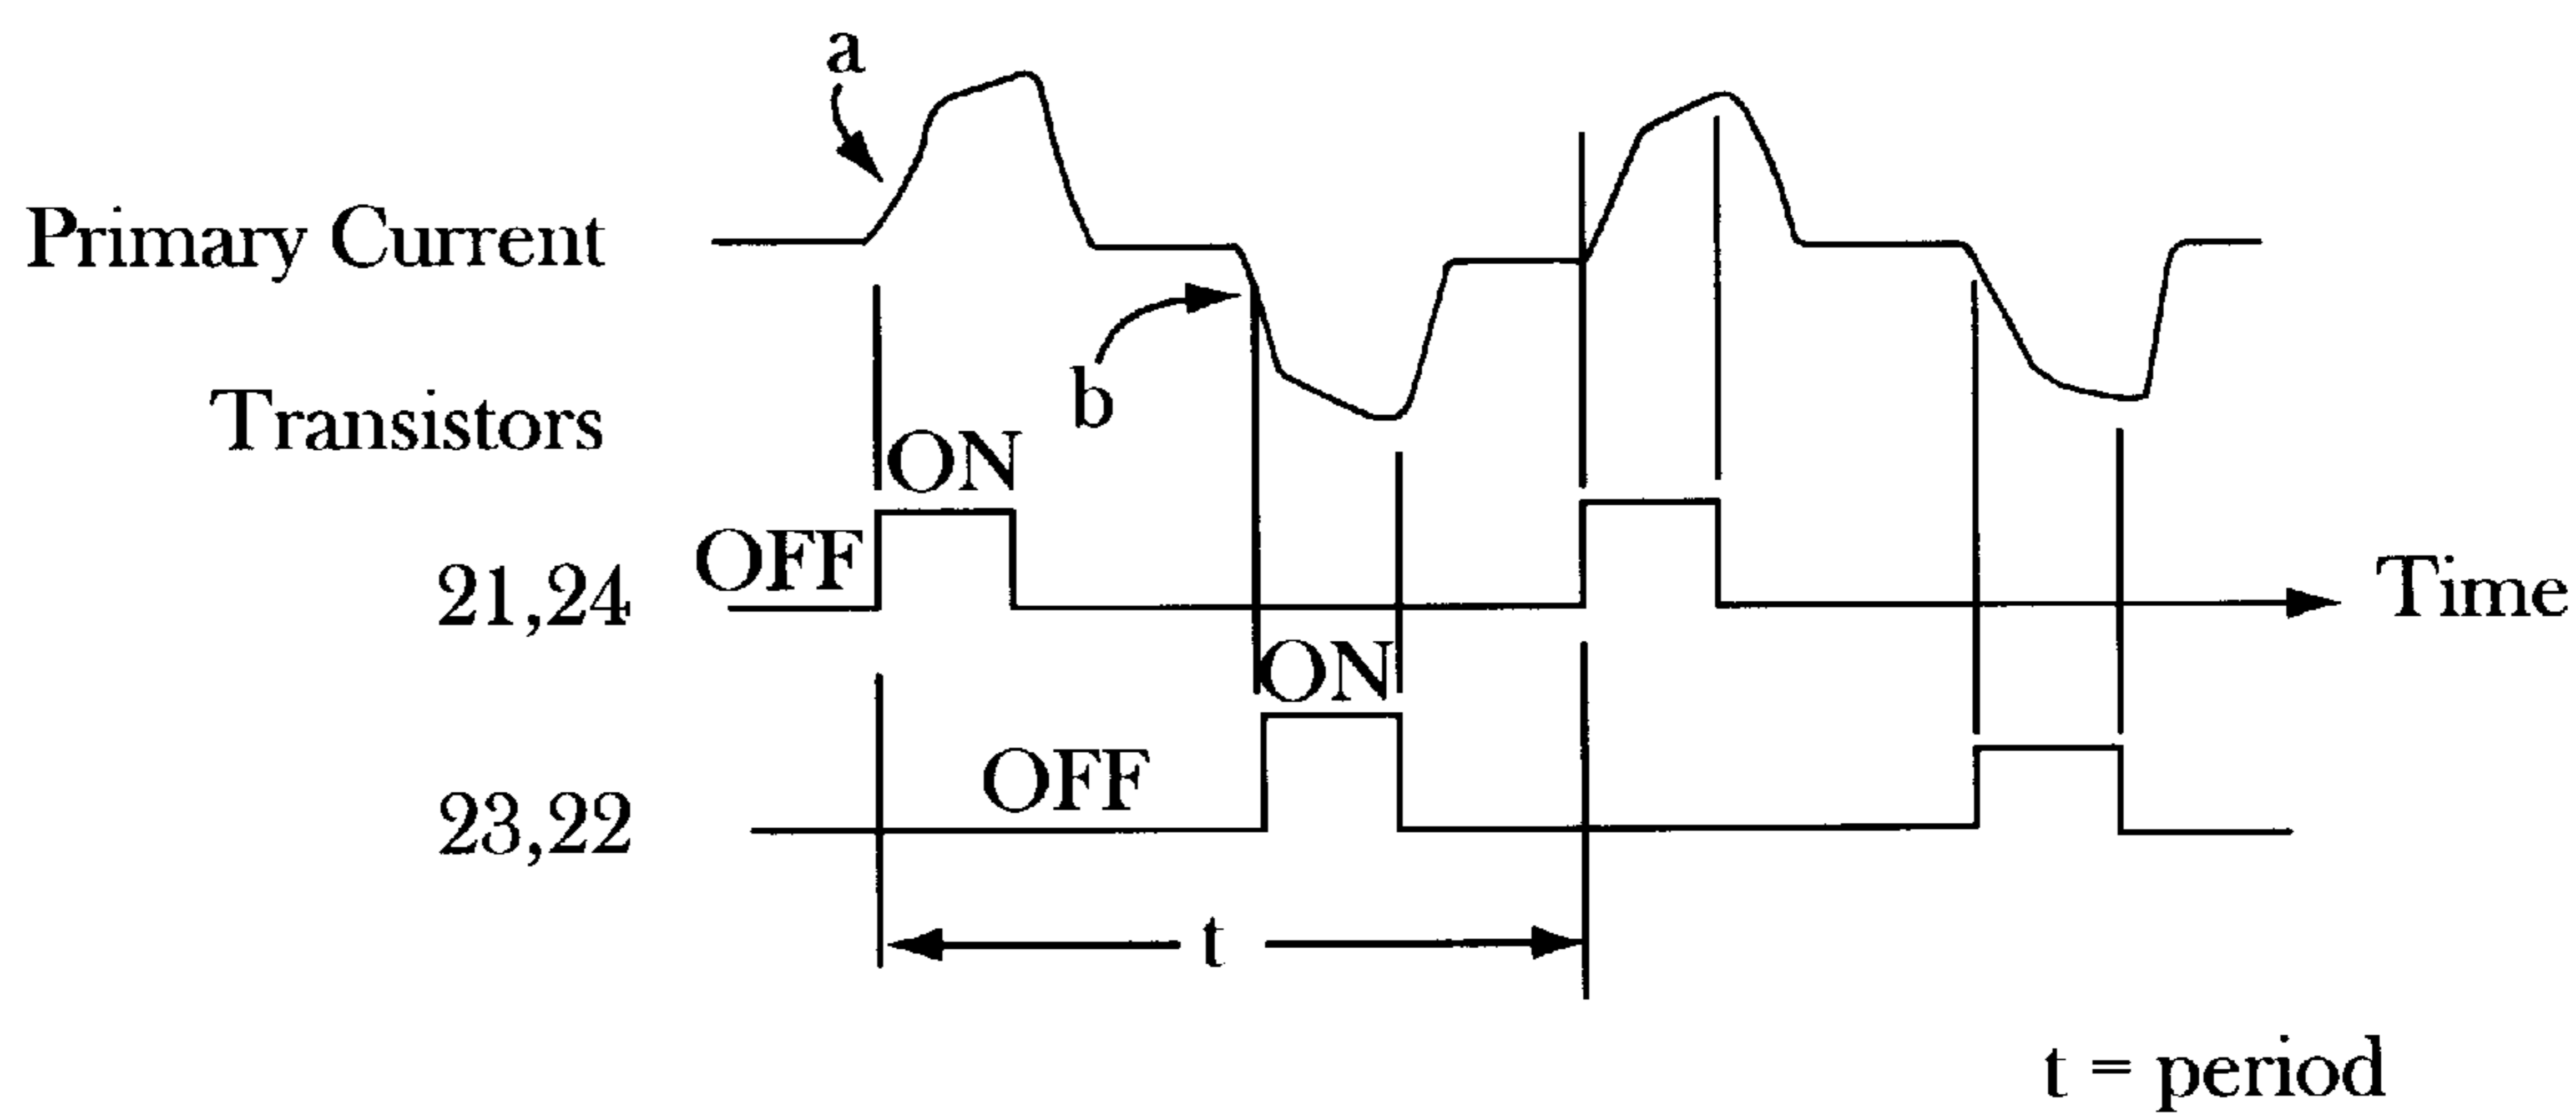 a
Primary Current
b
Transistors
ON
OFF
21,24
Time
ON
OFF
23,22
t
t = period